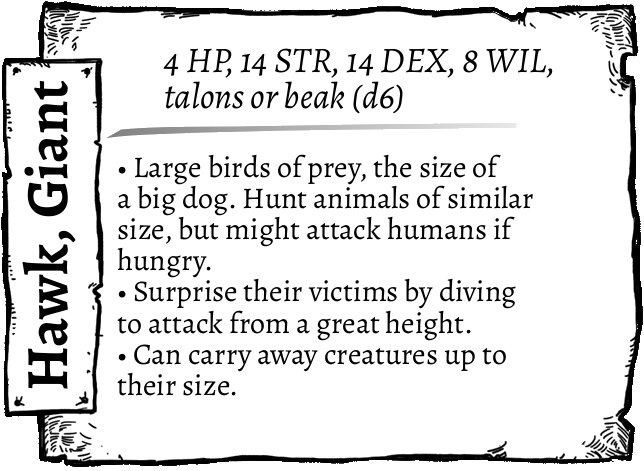 Hawk, Giant
4 HP, 14 STR, 14 DEX, 8 WIL,
talons or beak (d6)
• Large birds of prey, the size of
a big dog. Hunt animals of similar
size, but might attack humans if
hungry.
• Surprise their victims by diving
to attack from a great height.
• Can carry away creatures up to
their size.